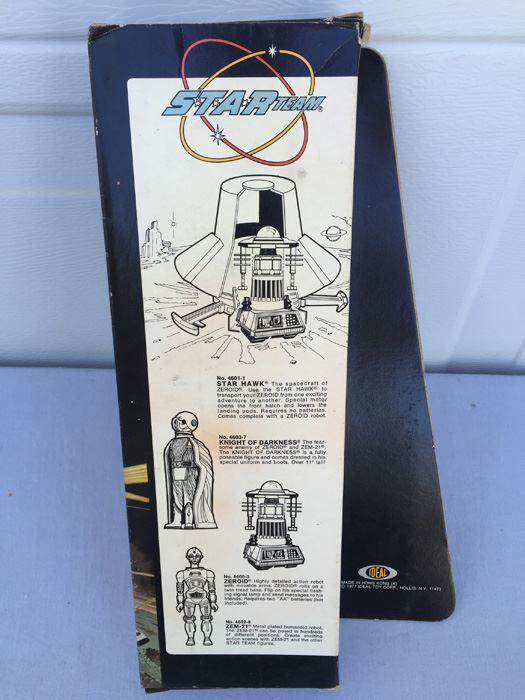 STAR TEAM®
No. 4601-1
STAR HAWK® The spacecraft of
ZEROID®. Use the STAR HAWK® to
transport your ZEROID from one exciting
adventure to another. Special motor
opens the front hatch and lowers the
landing pods. Requires no batteries.
Comes complete with a ZEROID robot.
No. 4603-7
KNIGHT OF DARKNESS® The fear-
some enemy of ZEROID® and ZEM-21®.
The KNIGHT OF DARKNESS® is a fully
poseable figure and comes dressed in his
special uniform and boots. Over 11" tall!
No. 4600-3
ZEROID® Highly detailed action robot
with movable arms. ZEROID® rolls on a
twin tread base. Flip on his special flash-
ing signal lamp and send messages to his
friends. Requires two "AA" batteries (not
included).
No. 4602-9
ZEM-21® Metal plated humanoid robot.
The ZEM-21® can be posed in hundreds
of different positions. Create exciting
action scenes with ZEM-21 and the other
STAR TEAM figures.
IDEAL
MADE IN HONG KONG (K)
© 1977 IDEAL TOY CORP., HOLLIS, N.Y. 11423